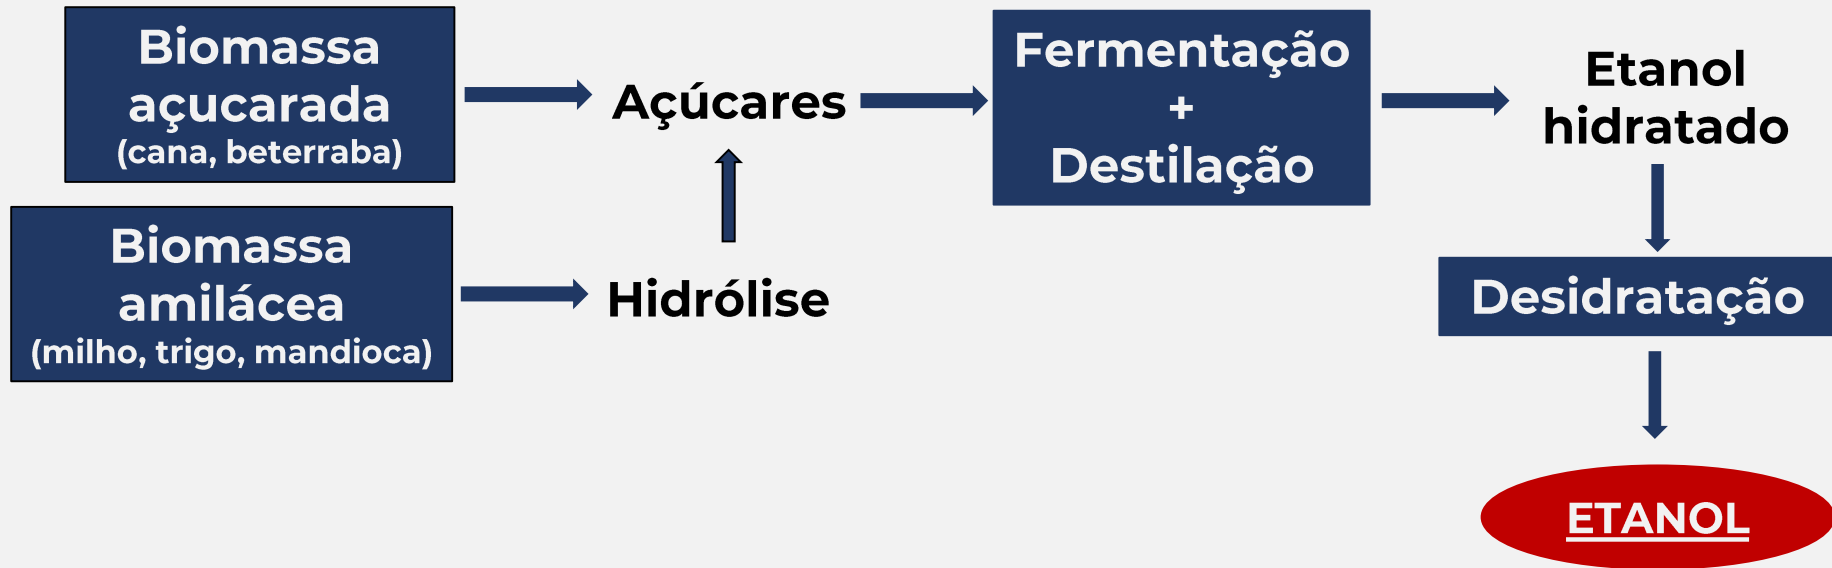 Biomassa
açucarada
(cana, beterraba)
Açúcares
Fermentação
+
Destilação
Etanol
hidratado
Biomassa
amilácea
(milho, trigo, mandioca)
Hidrólise
Desidratação
ETANOL